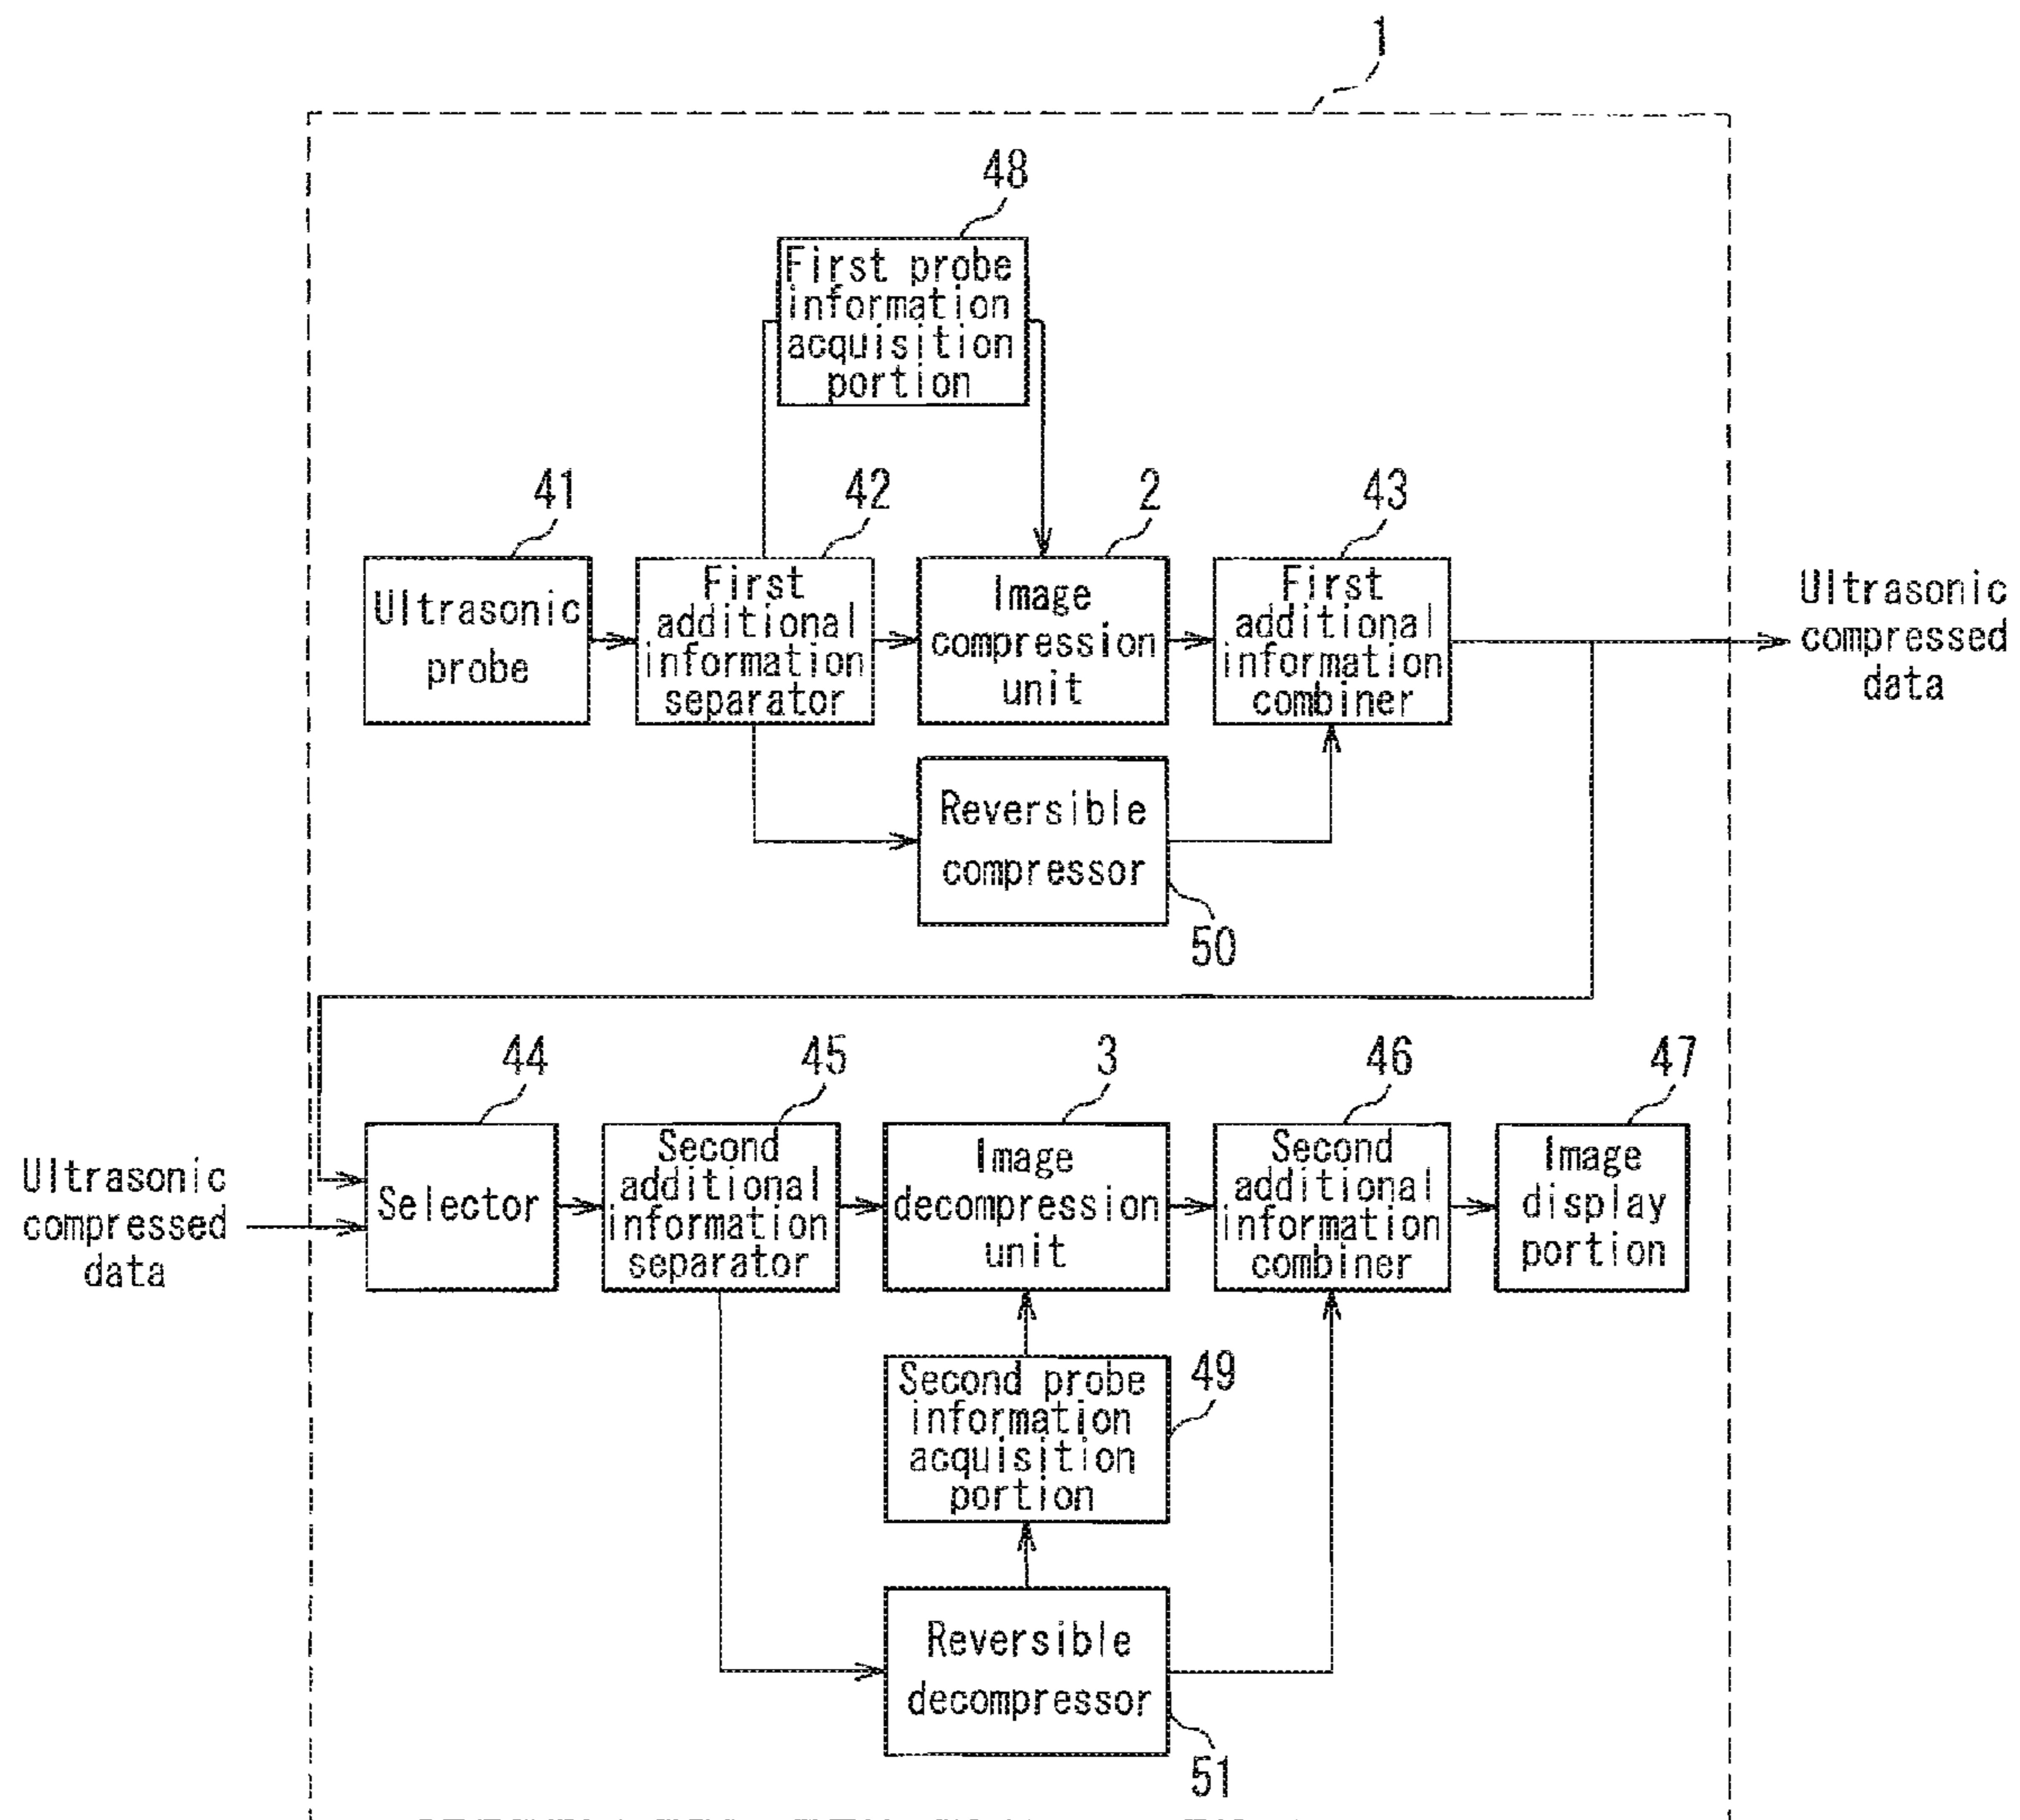 1
48
First probe
information
acquisition
portion
41
42
2
43
Ultrasonic
probe
First
additional
information
separator
Image
compression
unit
First
additional
information
combiner
Ultrasonic
compressed
data
Reversible
compressor
50
44
45
3
46
47
Ultrasonic
compressed
data
Selector
Second
additional
information
separator
Image
decompression
unit
Second
additional
information
combiner
Image
display
portion
49
Second probe
information
acquisition
portion
Reversible
decompressor
51